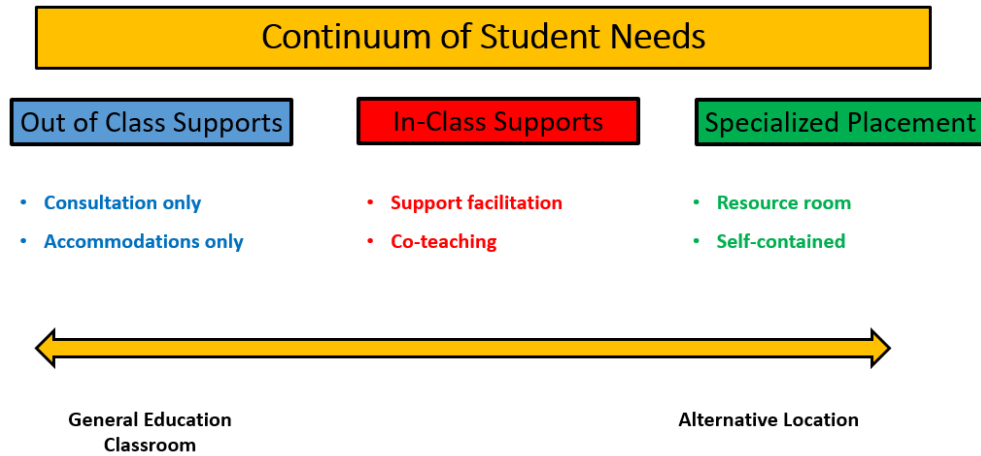 Continuum of Student Needs
Out of Class Supports
In-Class Supports
Specialized Placement
• Consultation only
• Accommodations only
• Support facilitation
• Co-teaching
• Resource room
• Self-contained
General Education
Classroom
Alternative Location